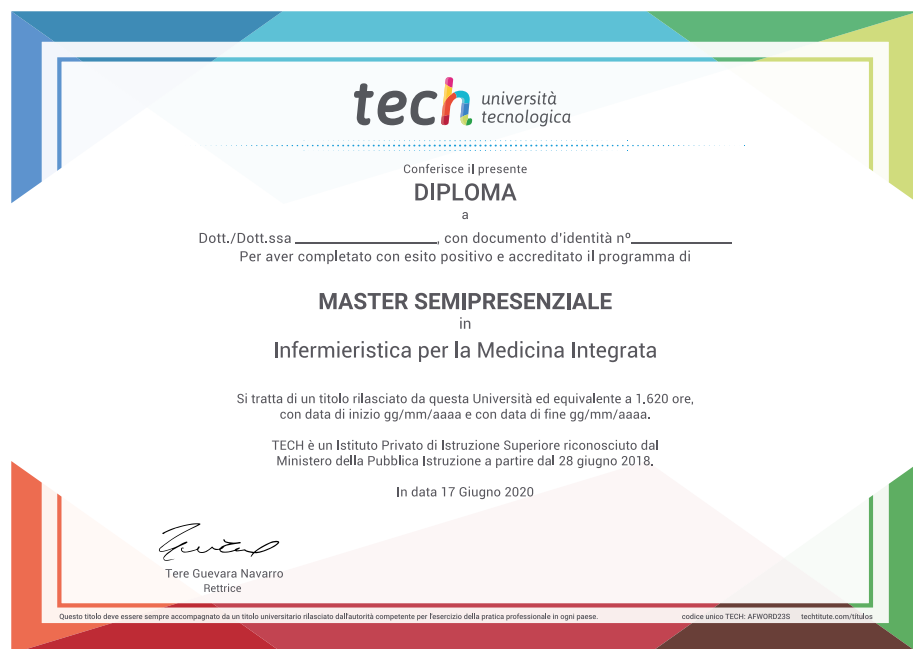 tech università
tecnologica
Conferisce il presente
DIPLOMA
a
Dott./Dott.ssa ________________, con documento d'identità nº____________
Per aver completato con esito positivo e accreditato il programma di
MASTER SEMIPRESENZIALE
in
Infermieristica per la Medicina Integrata
Si tratta di un titolo rilasciato da questa Università ed equivalente a 1.620 ore,
con data di inizio gg/mm/aaaa e con data di fine gg/mm/aaaa.
TECH è un Istituto Privato di Istruzione Superiore riconosciuto dal
Ministero della Pubblica Istruzione a partire dal 28 giugno 2018.
In data 17 Giugno 2020
Tere Guevara Navarro
Rettrice
Questo titolo deve essere sempre accompagnato da un titolo universitario rilasciato dall'autorità competente per l'esercizio della pratica professionale in ogni paese. codice unico TECH: AFWORD23S techtitute.com/títulos